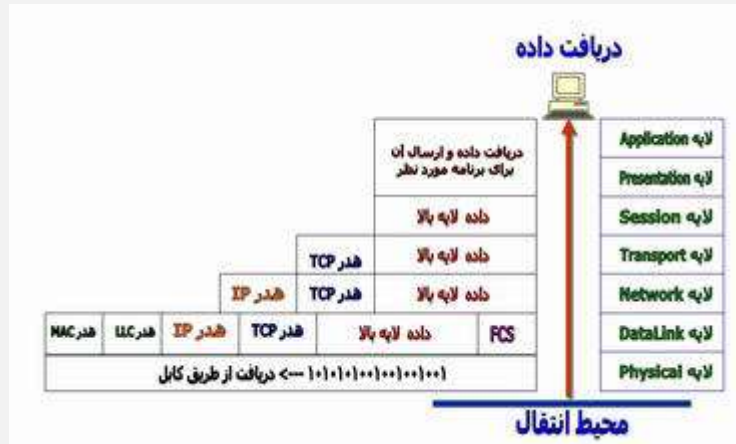 دریافت داده
لایه Application
دریافت داده و ارسال آن
برای برنامه مورد نظر
لایه Presentation
داده لایه بالا
لایه Session
هدر TCP
داده لایه بالا
لایه Transport
هدر IP
هدر TCP
داده لایه بالا
لایه Network
هدر MAC
هدر LLC
هدر IP
هدر TCP
داده لایه بالا
FCS
لایه DataLink
۱۰۱۰۱۰۱۰۰۱۰۰۱۰۰۱۰۰۱ ---> دریافت از طریق کابل
لایه Physical
محیط انتقال